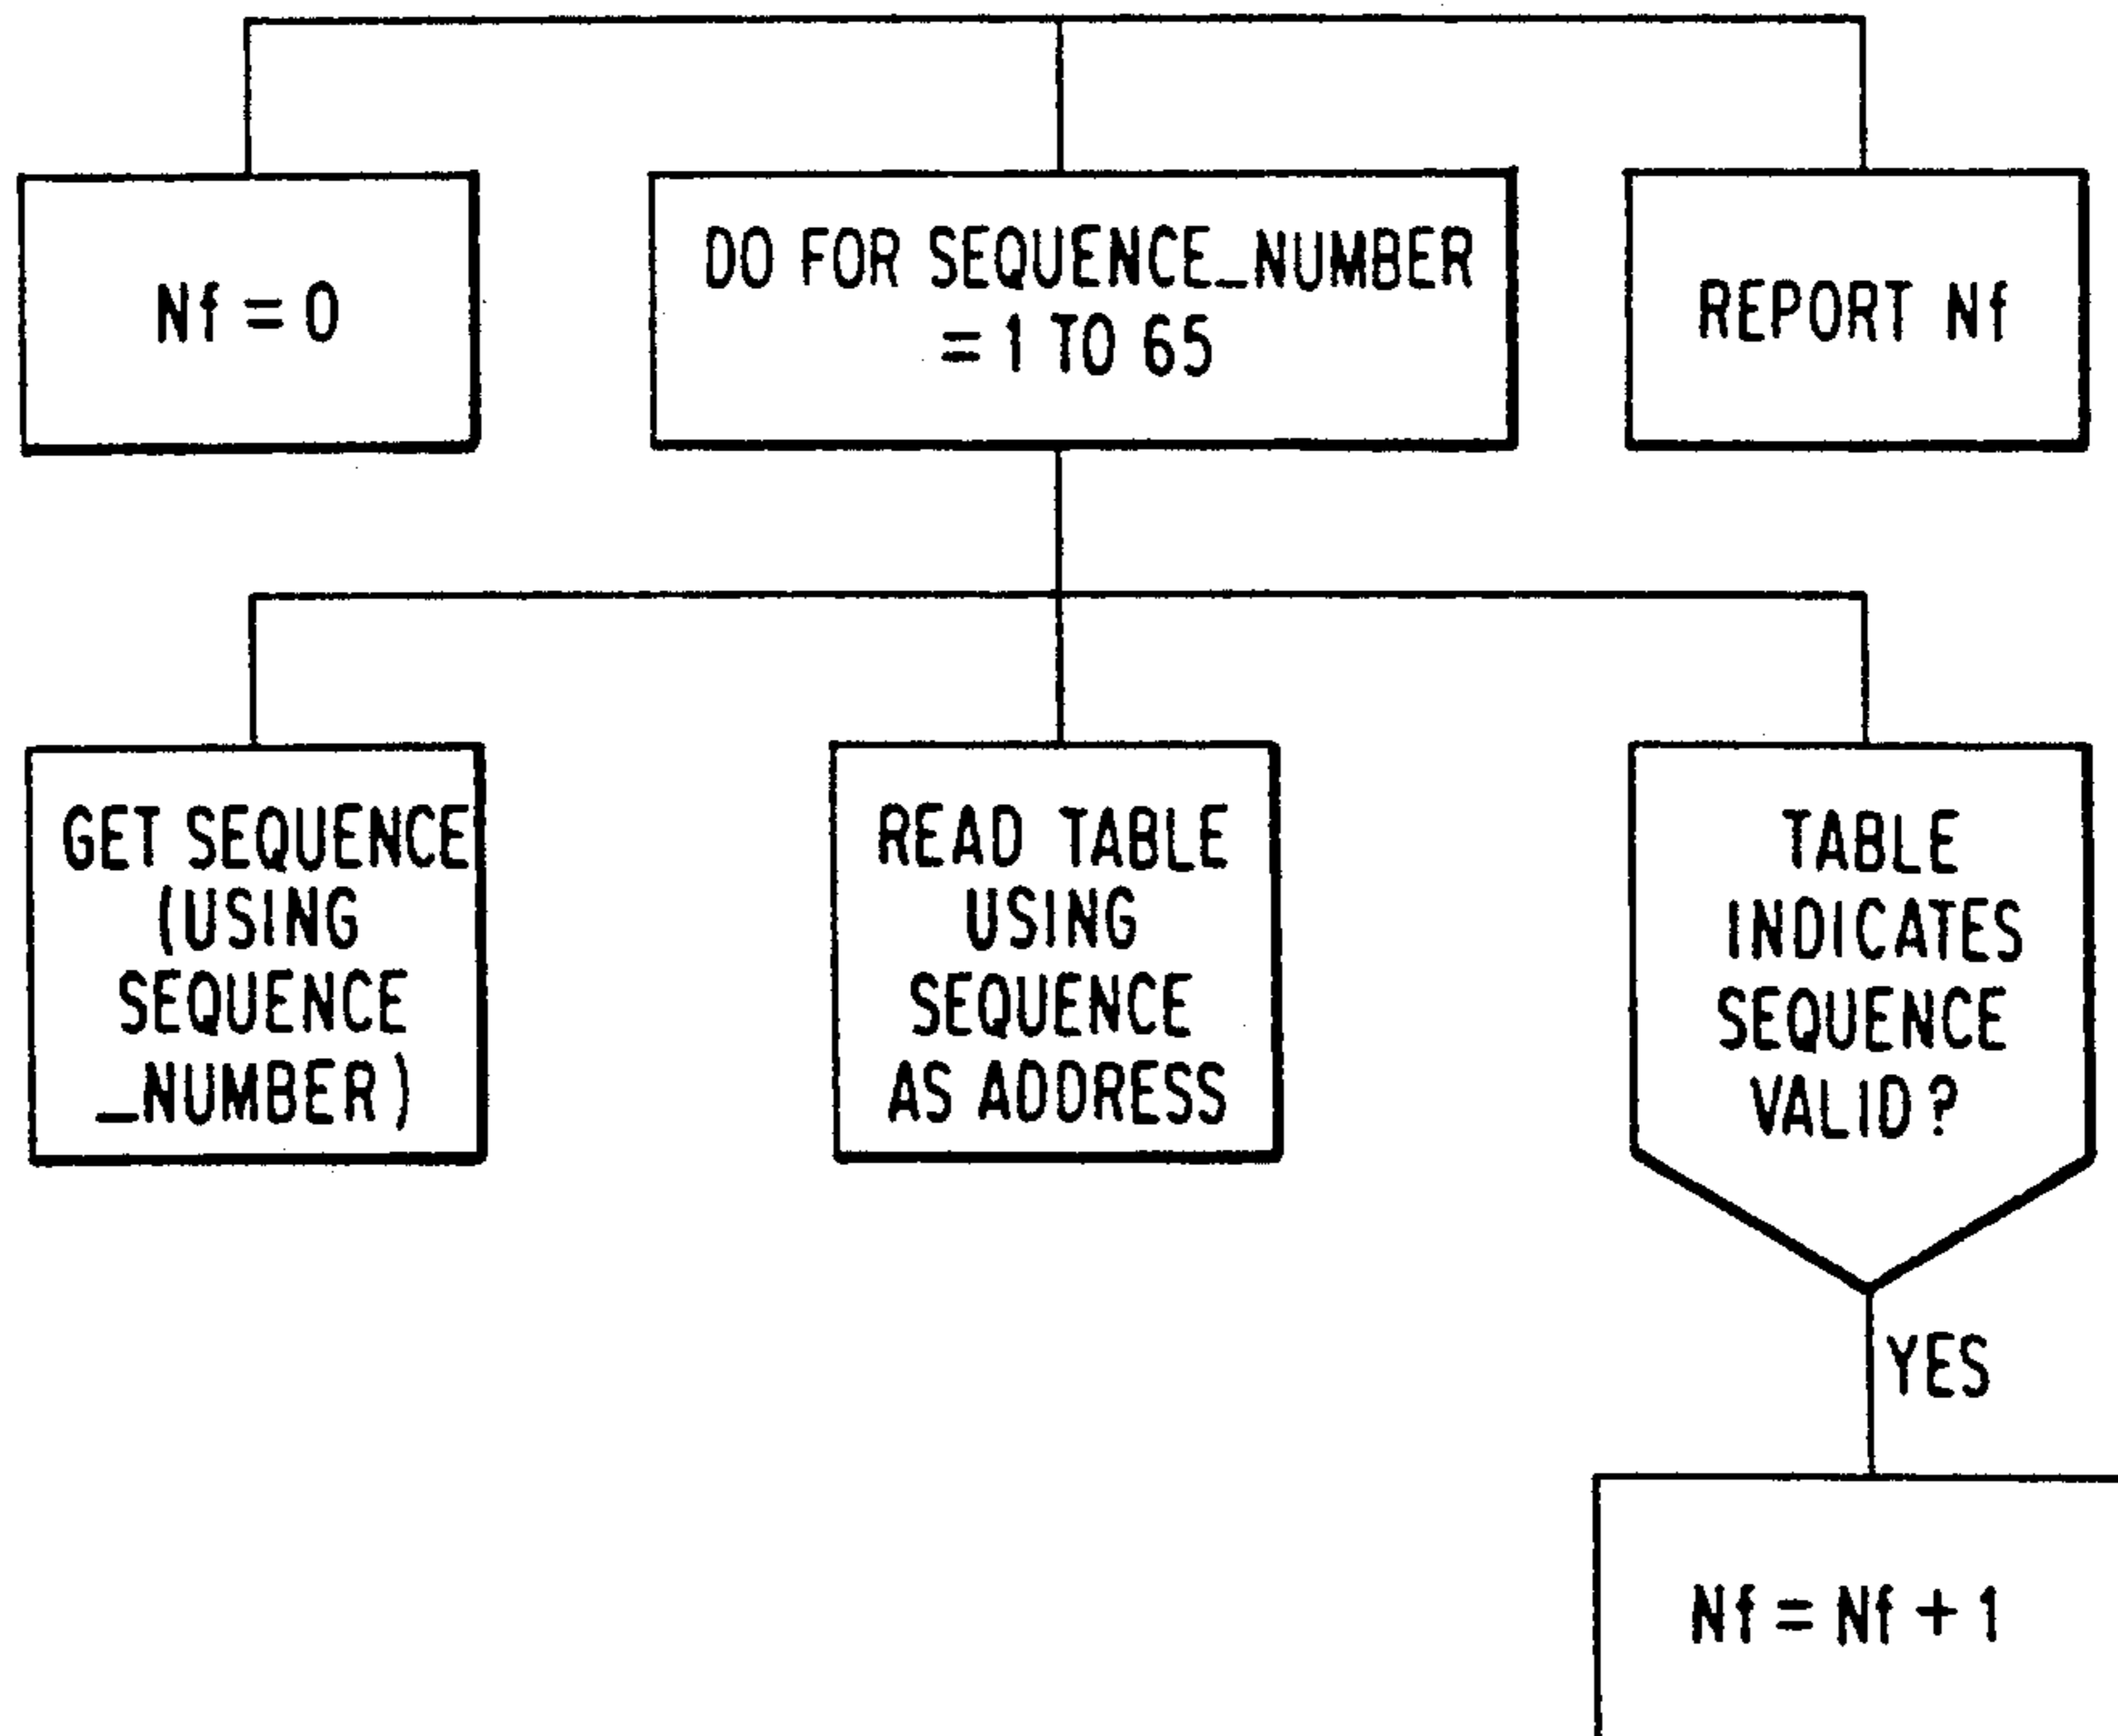 Nf = 0
DO FOR SEQUENCE_NUMBER
= 1 TO 65
REPORT Nf
GET SEQUENCE
(USING
SEQUENCE
_NUMBER)
READ TABLE
USING
SEQUENCE
AS ADDRESS
TABLE
INDICATES
SEQUENCE
VALID?
YES
Nf = Nf + 1